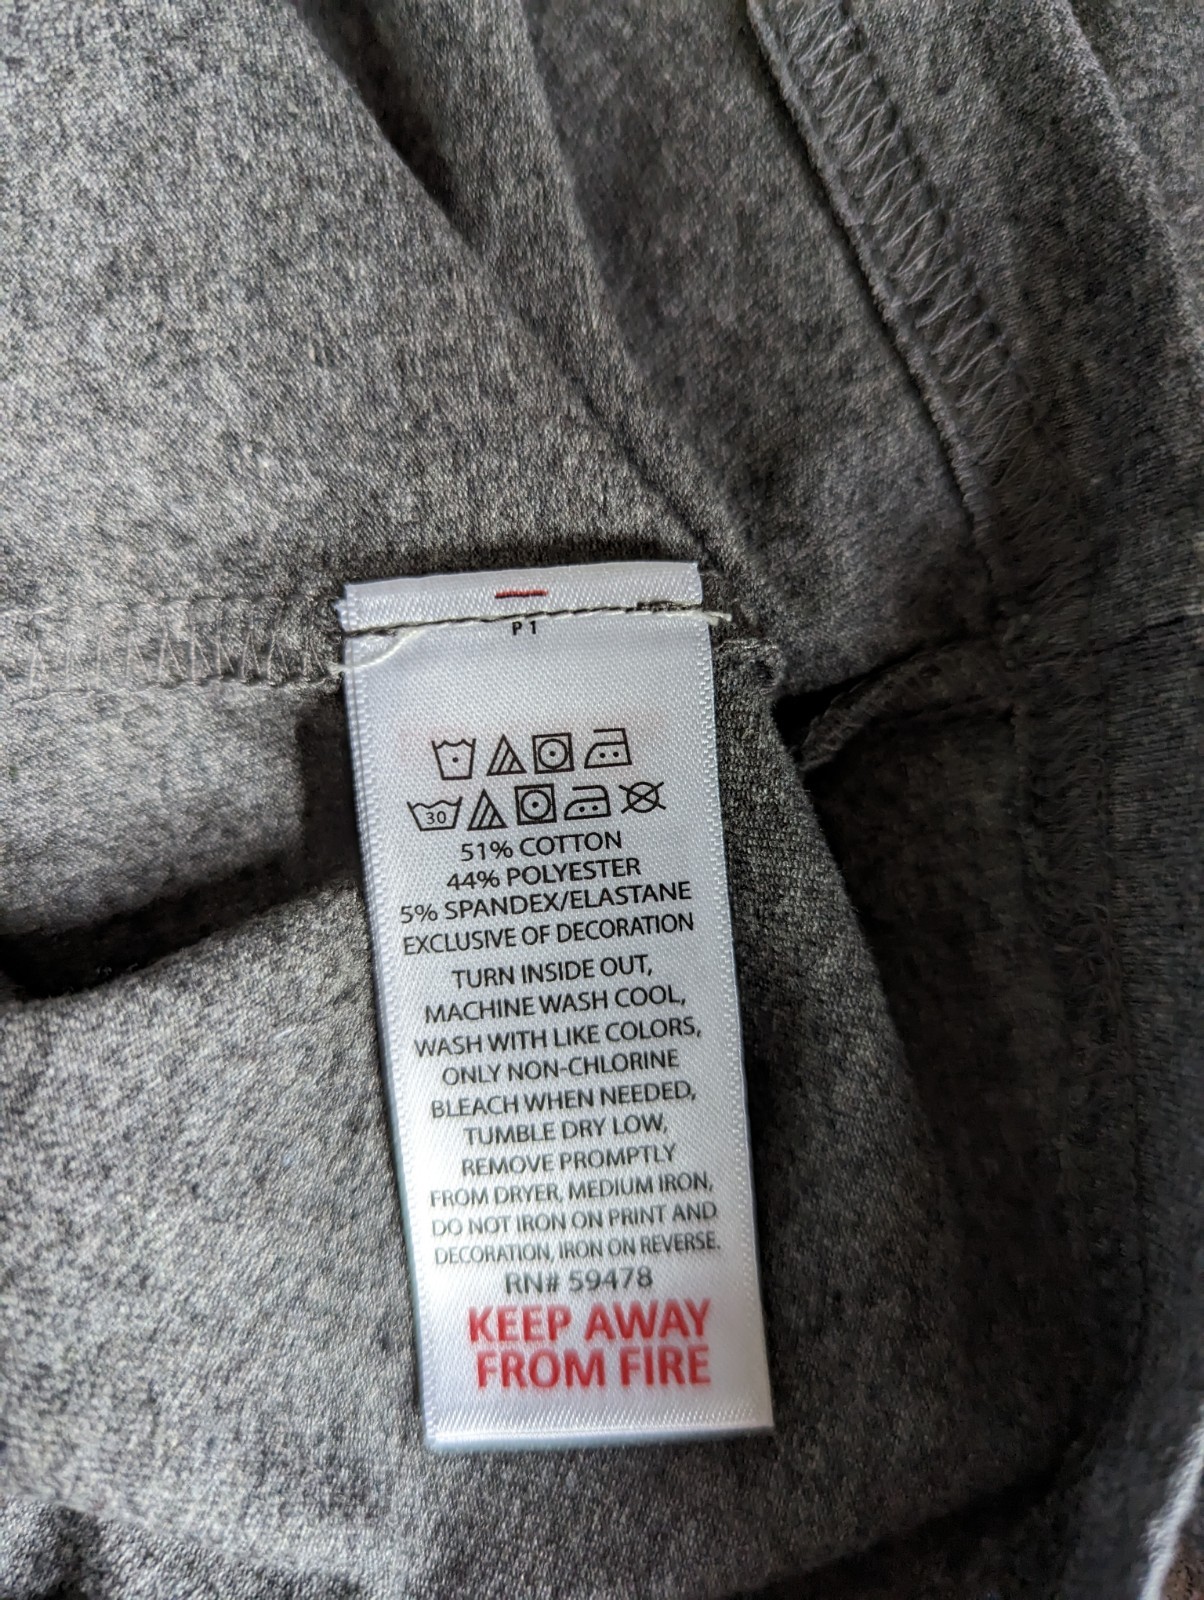 P 1
30
51% COTTON
44% POLYESTER
5% SPANDEX/ELASTANE
EXCLUSIVE OF DECORATION
TURN INSIDE OUT,
MACHINE WASH COOL,
WASH WITH LIKE COLORS,
ONLY NON-CHLORINE
BLEACH WHEN NEEDED,
TUMBLE DRY LOW,
REMOVE PROMPTLY
FROM DRYER, MEDIUM IRON,
DO NOT IRON ON PRINT AND
DECORATION, IRON ON REVERSE.
RN# 59478
KEEP AWAY
FROM FIRE